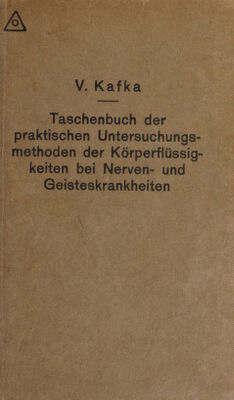 V. Kafka
Taschenbuch der
praktischen Untersuchungs-
methoden der Körperflüssig-
keiten bei Nerven- und
Geisteskrankheiten